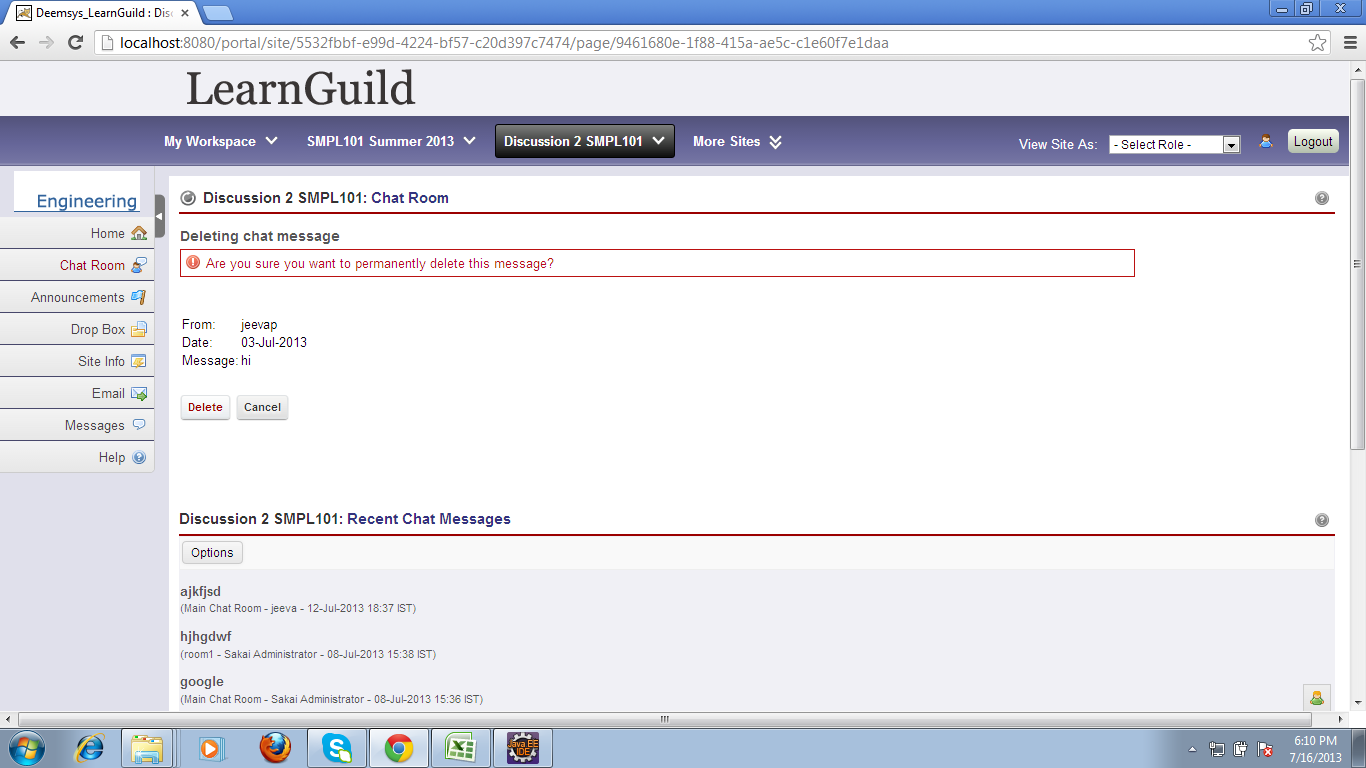 Deemsys_LearnGuild : Disc
localhost:8080/portal/site/5532fbbf-e99d-4224-bf57-c20d397c7474/page/9461680e-1f88-415a-ae5c-c1e60f7e1daa
LearnGuild
My Workspace SMPL101 Summer 2013 Discussion 2 SMPL101 More Sites View Site As: - Select Role - Logout
Engineering
Home
Chat Room
Announcements
Drop Box
Site Info
Email
Messages
Help
Discussion 2 SMPL101: Chat Room
Deleting chat message
Are you sure you want to permanently delete this message?
From: jeevap
Date: 03-Jul-2013
Message: hi
Delete Cancel
Discussion 2 SMPL101: Recent Chat Messages
Options
ajkfjsd
(Main Chat Room - jeeva - 12-Jul-2013 18:37 IST)
hjhgdwf
(room1 - Sakai Administrator - 08-Jul-2013 15:38 IST)
google
(Main Chat Room - Sakai Administrator - 08-Jul-2013 15:36 IST)
Java EE
IDE
6:10 PM
7/16/2013